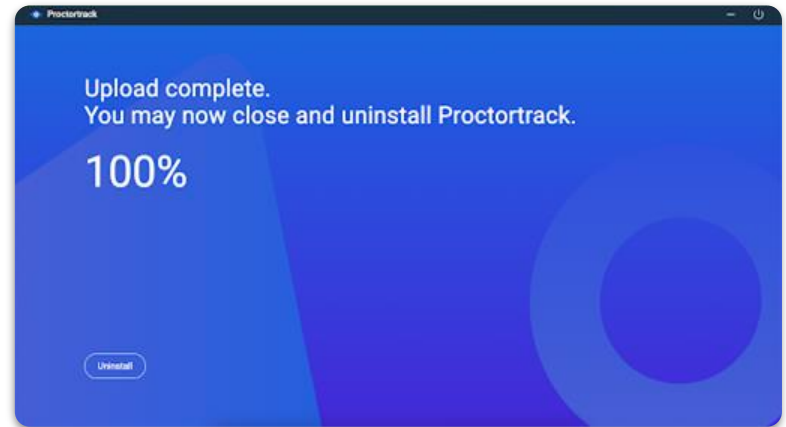 Proctortrack
Upload complete.
You may now close and uninstall Proctortrack.
100%
Uninstall